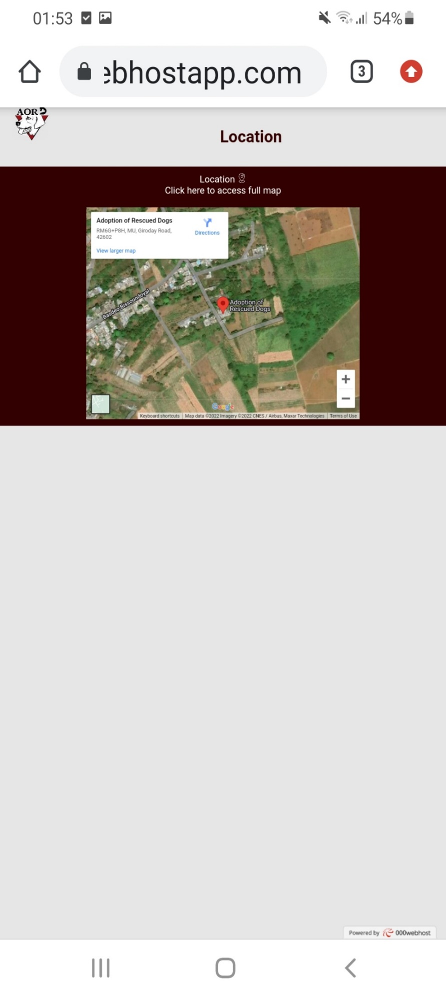 01:53
54%
ebhostapp.com
3
AORD
Location
Location
Click here to access full map
Adoption of Rescued Dogs
RM6G+P8H, MU, Giroday Road,
42602
Directions
View larger map
Basdeo Bissoondoyal
Adoption of
Rescued Dogs
Google
Keyboard shortcuts
Map data ©2022 Imagery ©2022 CNES / Airbus, Maxar Technologies
Terms of Use
Powered by 000webhost